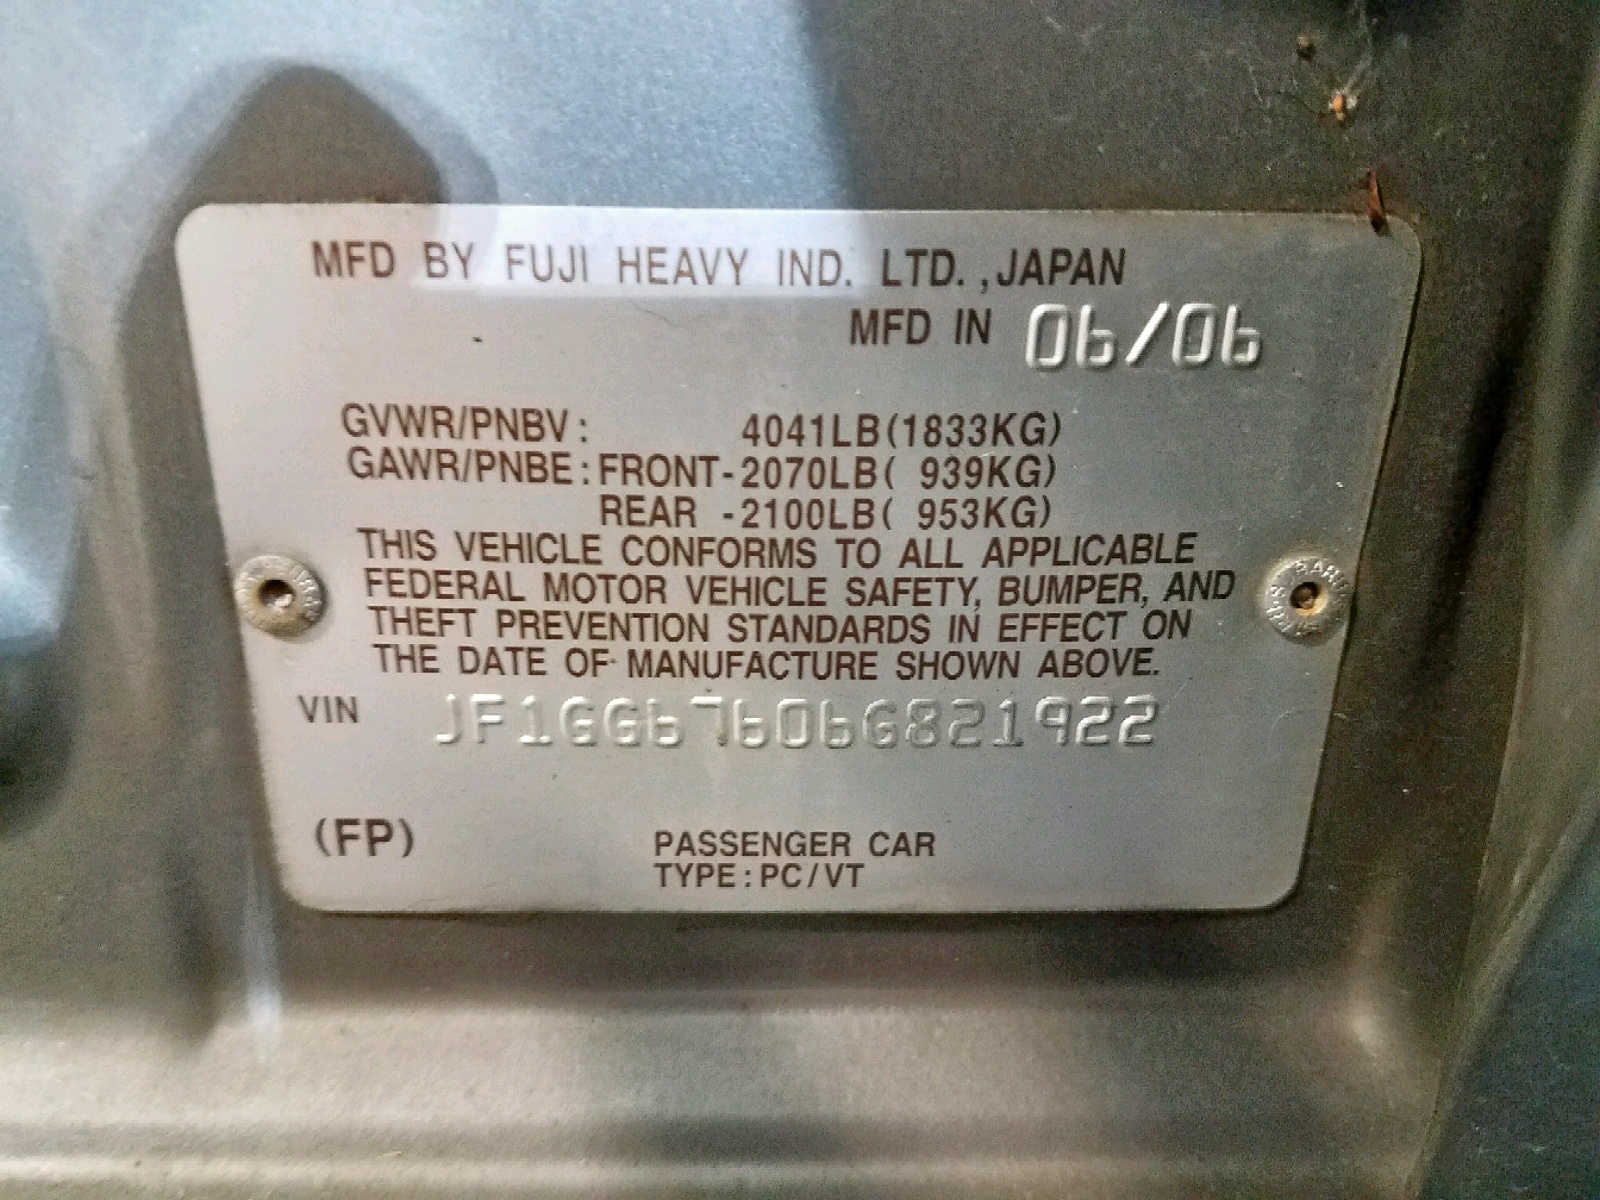 MFD BY FUJI HEAVY IND. LTD.,JAPAN
MFD IN 06/06
GVWR/PNBV: 4041LB(1833KG)
GAWR/PNBE:FRONT-2070LB( 939KG)
REAR -2100LB( 953KG)
THIS VEHICLE CONFORMS TO ALL APPLICABLE
FEDERAL MOTOR VEHICLE SAFETY, BUMPER, AND
THEFT PREVENTION STANDARDS IN EFFECT ON
THE DATE OF MANUFACTURE SHOWN ABOVE.
VIN JF1GG67606G821922
(FP) PASSENGER CAR
TYPE:PC/VT